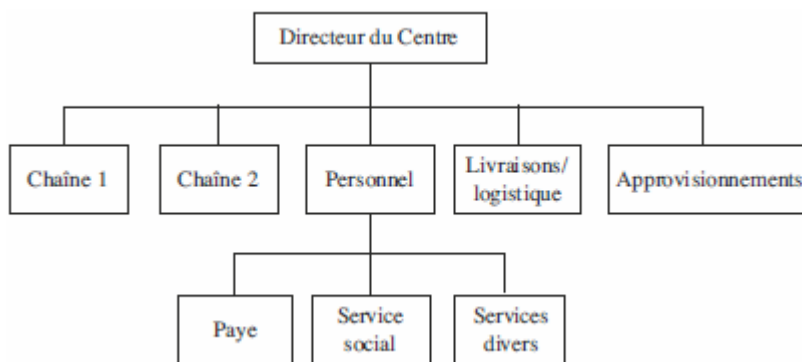 Directeur du Centre
Chaîne 1
Chaîne 2
Personnel
Livraisons/
logistique
Approvisionnements
Paye
Service
social
Services
divers